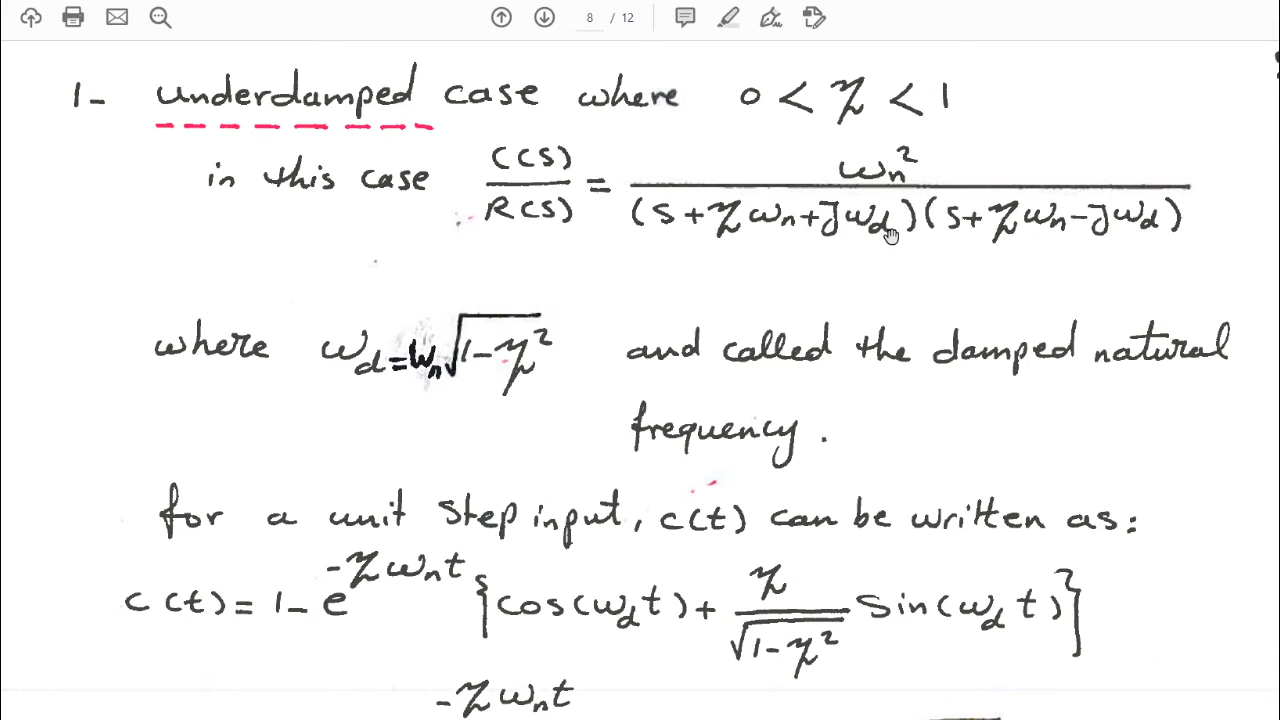 8 / 12
1- underdamped case where 0 < ζ < 1
in this case C(S)/R(S) = ωn² / (S+ζωn+Jωd)(S+ζωn-Jωd)
where ωd=ωn√1-ζ² and called the damped natural
frequency.
for a unit step input, c(t) can be written as:
c(t) = 1 - e^-ζωnt {cos(ωd t) + ζ/√1-ζ² sin(ωd t)}
-ζωnt